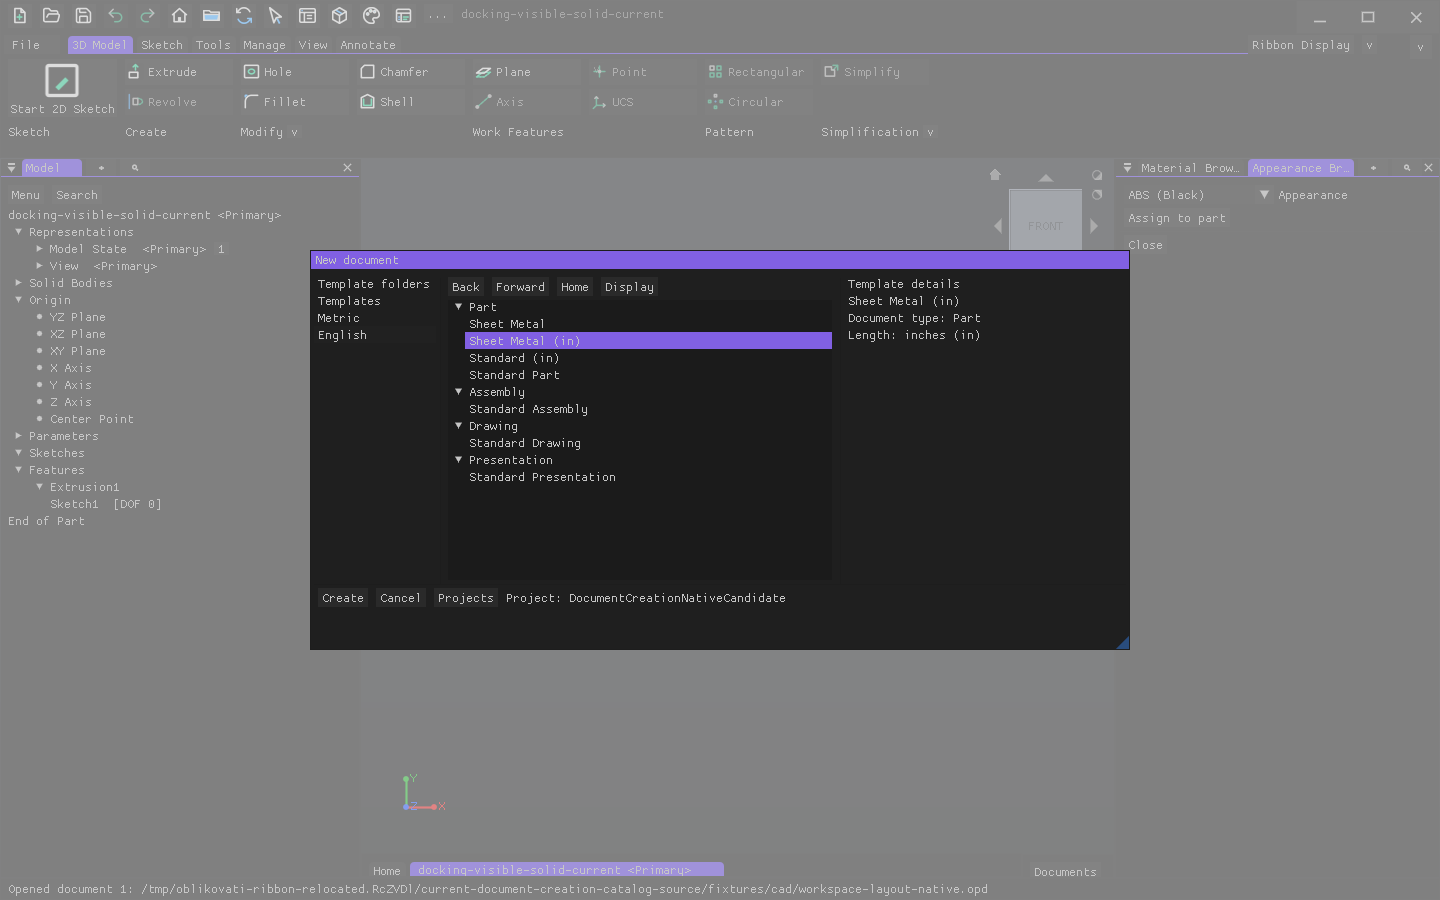 ... docking-visible-solid-current
File 3D Model Sketch Tools Manage View Annotate Ribbon Display v v
Extrude Hole Chamfer Plane Point Rectangular Simplify
Start 2D Sketch Revolve Fillet Shell Axis UCS Circular
Sketch Create Modify v Work Features Pattern Simplification v
Model Material Brow… Appearance Br…
Menu Search ABS (Black) Appearance
docking-visible-solid-current <Primary> Assign to part
Representations FRONT
Model State <Primary> 1 Close
View <Primary>
Solid Bodies
Origin
YZ Plane
XZ Plane
XY Plane
X Axis
Y Axis
Z Axis
Center Point
Parameters
Sketches
Features
Extrusion1
Sketch1 [DOF 0]
End of Part
New document
Template folders Back Forward Home Display Template details
Templates Part Sheet Metal (in)
Metric Sheet Metal Document type: Part
English Sheet Metal (in) Length: inches (in)
Standard (in)
Standard Part
Assembly
Standard Assembly
Drawing
Standard Drawing
Presentation
Standard Presentation
Create Cancel Projects Project: DocumentCreationNativeCandidate
Y
Z X
Home docking-visible-solid-current <Primary> Documents
Opened document 1: /tmp/oblikovati-ribbon-relocated.RcZVDl/current-document-creation-catalog-source/fixtures/cad/workspace-layout-native.opd